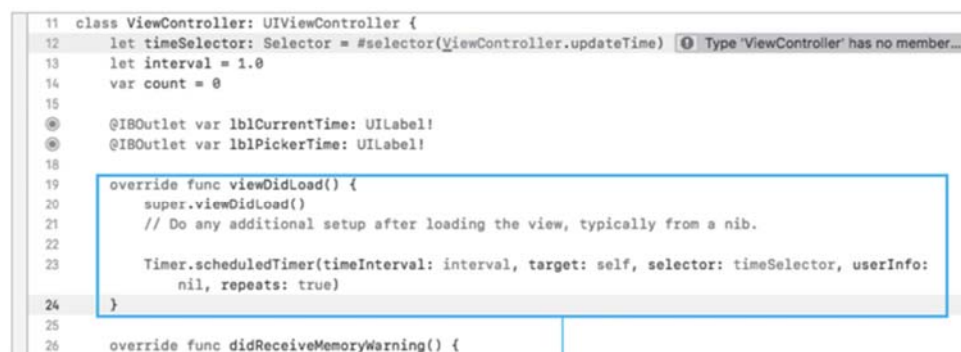 11 class ViewController: UIViewController {
12 let timeSelector: Selector = #selector(ViewController.updateTime) Type 'ViewController' has no member...
13 let interval = 1.0
14 var count = 0
15
@IBOutlet var lblCurrentTime: UILabel!
@IBOutlet var lblPickerTime: UILabel!
18
19 override func viewDidLoad() {
20 super.viewDidLoad()
21 // Do any additional setup after loading the view, typically from a nib.
22
23 Timer.scheduledTimer(timeInterval: interval, target: self, selector: timeSelector, userInfo:
nil, repeats: true)
24 }
25
26 override func didReceiveMemoryWarning() {